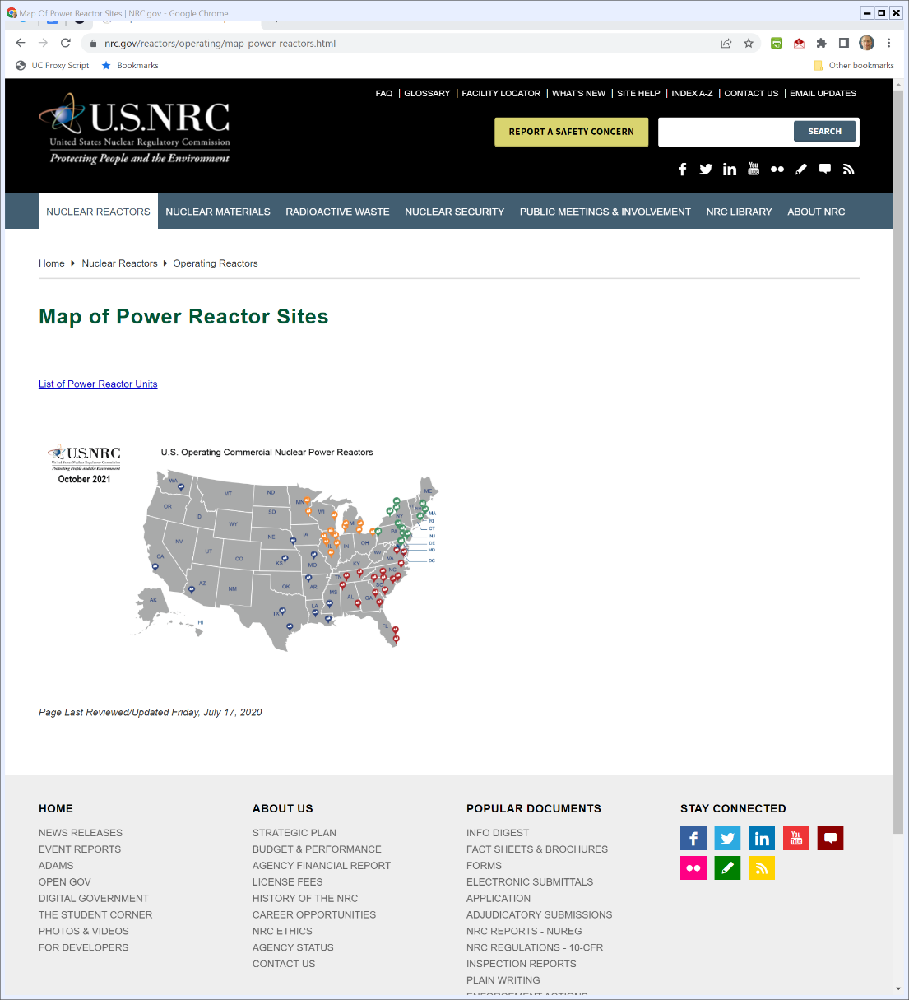 Map Of Power Reactor Sites | NRC.gov - Google Chrome
nrc.gov/reactors/operating/map-power-reactors.html
UC Proxy Script Bookmarks Other bookmarks
FAQ | GLOSSARY | FACILITY LOCATOR | WHAT'S NEW | SITE HELP | INDEX A-Z | CONTACT US | EMAIL UPDATES
U.S.NRC
United States Nuclear Regulatory Commission
Protecting People and the Environment
REPORT A SAFETY CONCERN
SEARCH
You
Tube
NUCLEAR REACTORS NUCLEAR MATERIALS RADIOACTIVE WASTE NUCLEAR SECURITY PUBLIC MEETINGS & INVOLVEMENT NRC LIBRARY ABOUT NRC
Home Nuclear Reactors Operating Reactors
Map of Power Reactor Sites
List of Power Reactor Units
U.S.NRC
United States Nuclear Regulatory Commission
Protecting People and the Environment
October 2021
U.S. Operating Commercial Nuclear Power Reactors
WA
MT
ND
MN
ME
OR
ID
SD
WI
MI
NY
VT
MA
RI
WY
NE
IA
PA
CT
NJ
NV
UT
CO
IL
IN
OH
WV
VA
DE
MD
DC
CA
KS
MO
KY
AZ
NM
OK
AR
TN
NC
SC
AK
TX
LA
MS
AL
GA
HI
FL
Page Last Reviewed/Updated Friday, July 17, 2020
HOME
NEWS RELEASES
EVENT REPORTS
ADAMS
OPEN GOV
DIGITAL GOVERNMENT
THE STUDENT CORNER
PHOTOS & VIDEOS
FOR DEVELOPERS
ABOUT US
STRATEGIC PLAN
BUDGET & PERFORMANCE
AGENCY FINANCIAL REPORT
LICENSE FEES
HISTORY OF THE NRC
CAREER OPPORTUNITIES
NRC ETHICS
AGENCY STATUS
CONTACT US
POPULAR DOCUMENTS
INFO DIGEST
FACT SHEETS & BROCHURES
FORMS
ELECTRONIC SUBMITTALS
APPLICATION
ADJUDICATORY SUBMISSIONS
NRC REPORTS - NUREG
NRC REGULATIONS - 10-CFR
INSPECTION REPORTS
PLAIN WRITING
ENFORCEMENT ACTIONS
STAY CONNECTED
You
Tube